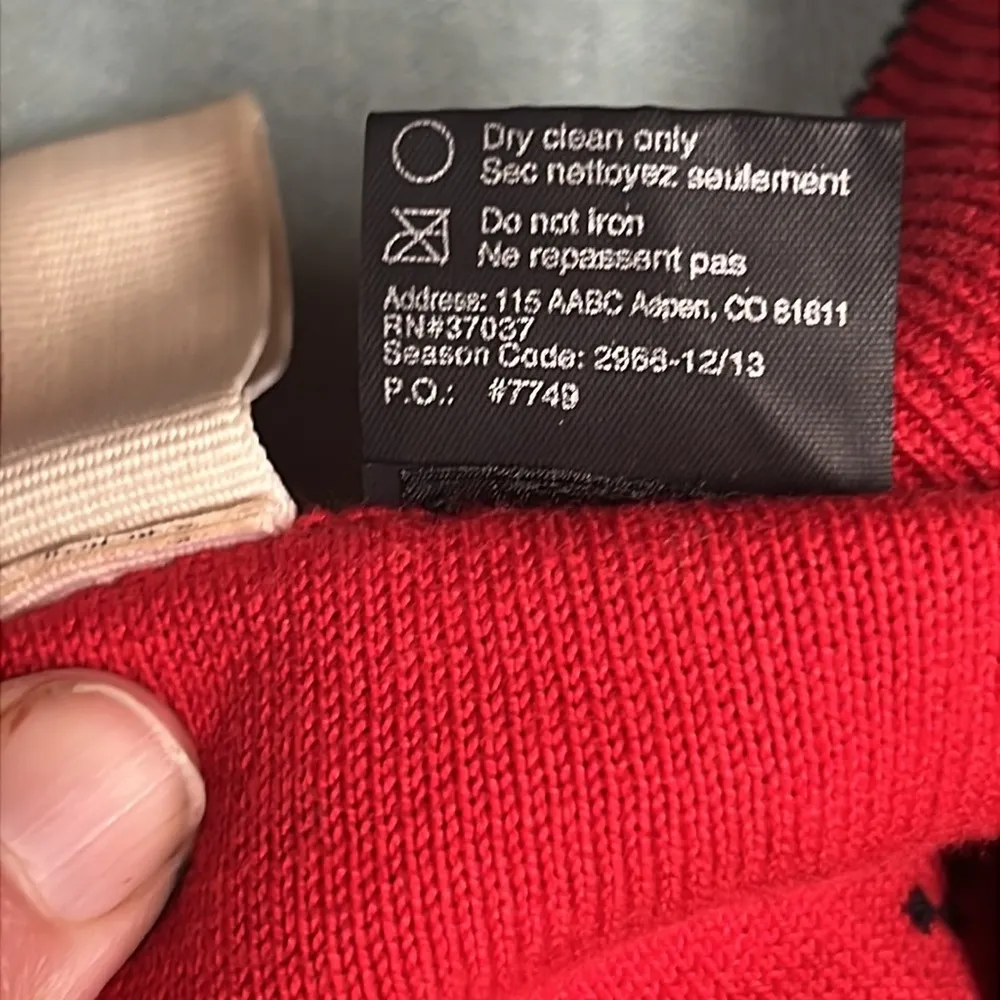 Dry clean only
Sec nettoyez seulement
Do not Iron
Ne repassent pas
Address: 115 AABC Aspen, CO 81611
RN#37037
Season Code: 2968-12/13
P.O.: #7749